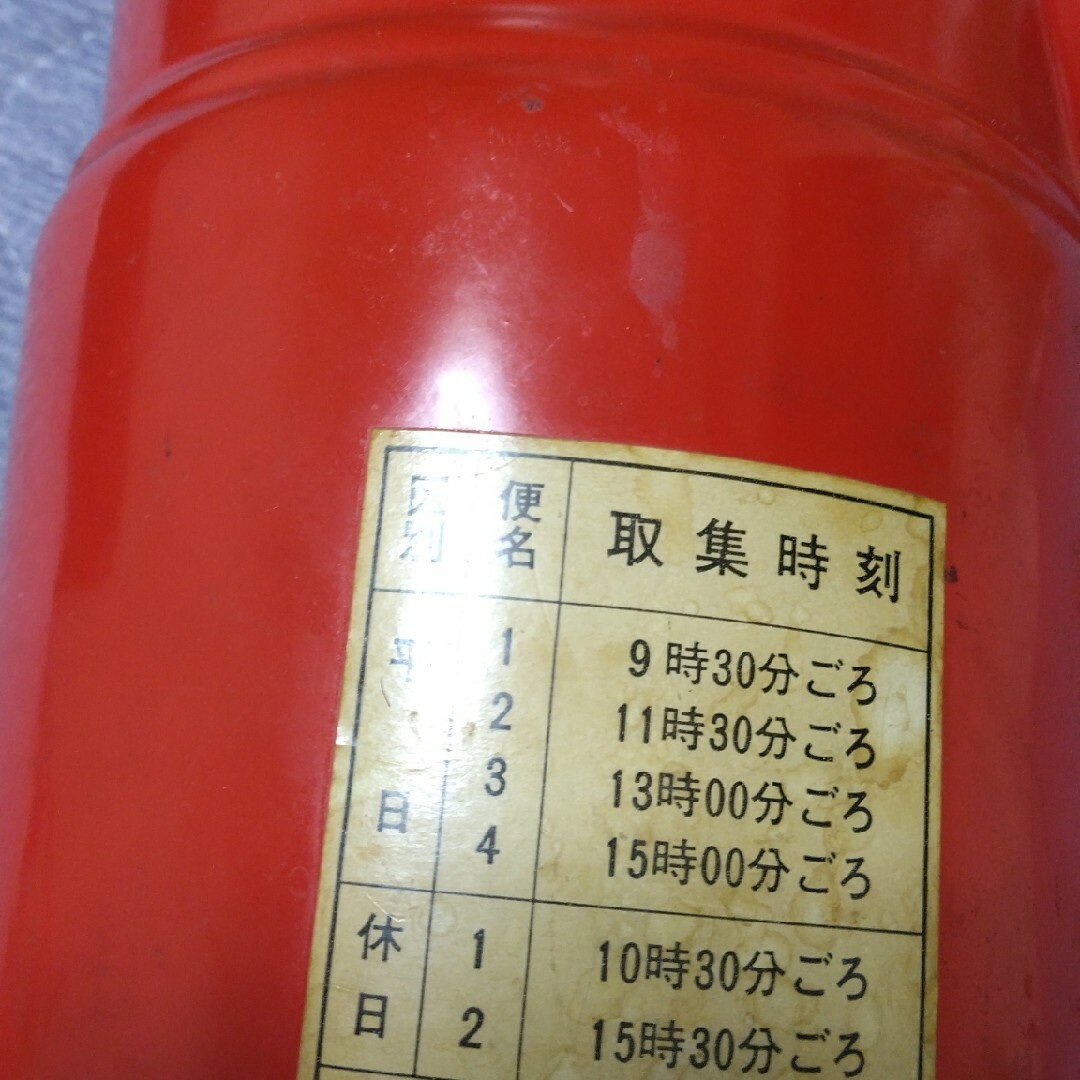 区別 便名 取集時刻
平日 1 9時30分ごろ
2 11時30分ごろ
3 13時00分ごろ
4 15時00分ごろ
休日 1 10時30分ごろ
2 15時30分ごろ